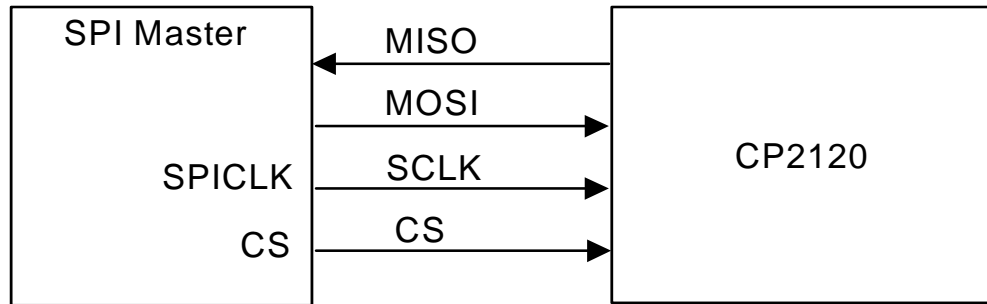 SPI Master
MISO
MOSI
CP2120
SPICLK
SCLK
CS
CS